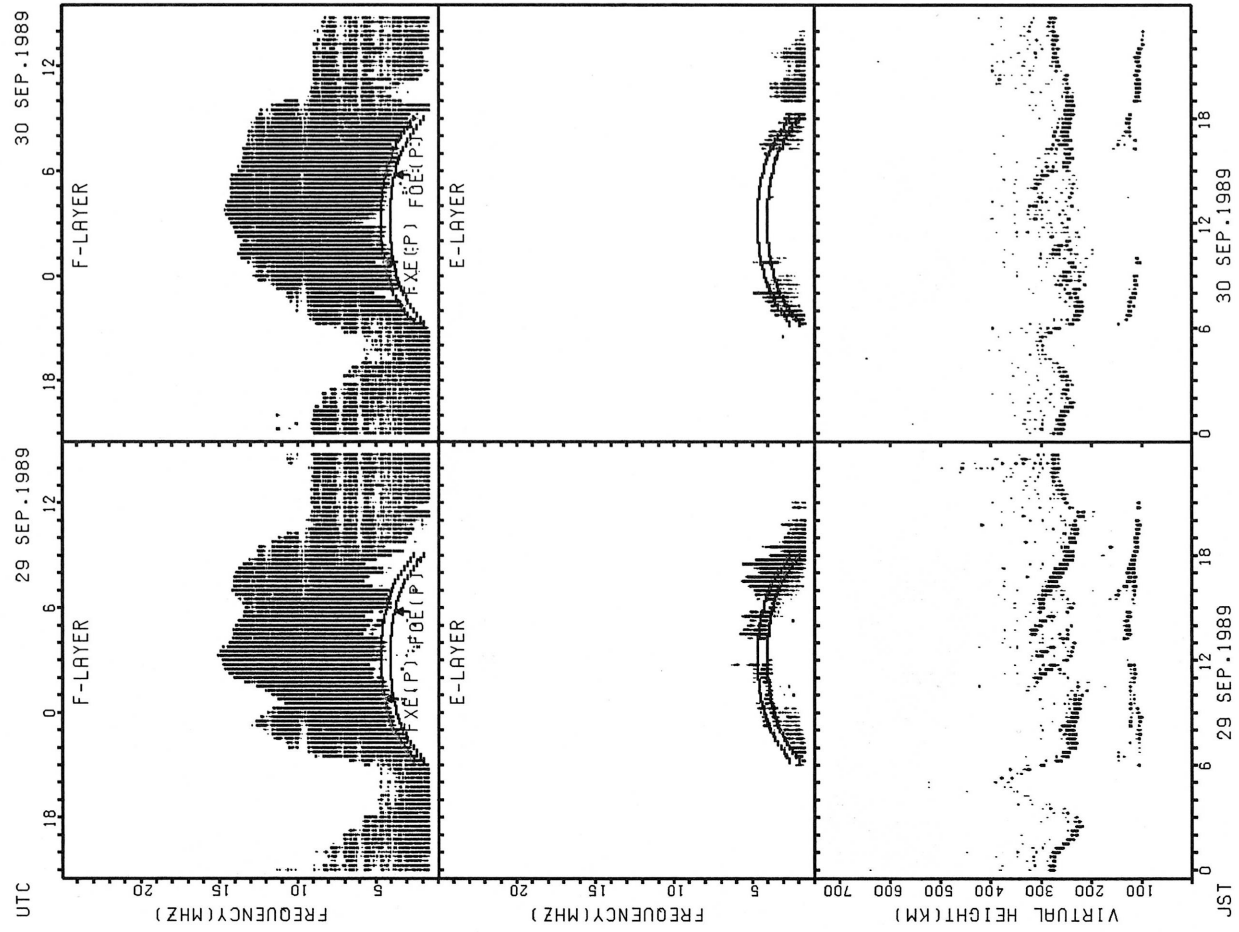 UTC 29 SEP.1989 30 SEP.1989
18 0 6 12 18 0 6 12
F-LAYER F-LAYER
FREQUENCY(MHZ)
20
15
10
5
FXE(P) FOE(P) FXE(P) FOE(P)
E-LAYER E-LAYER
FREQUENCY(MHZ)
20
15
10
5
VIRTUAL HEIGHT(KM)
700
600
500
400
300
200
100
0 6 12 18 0 6 12 18
JST 29 SEP.1989 30 SEP.1989